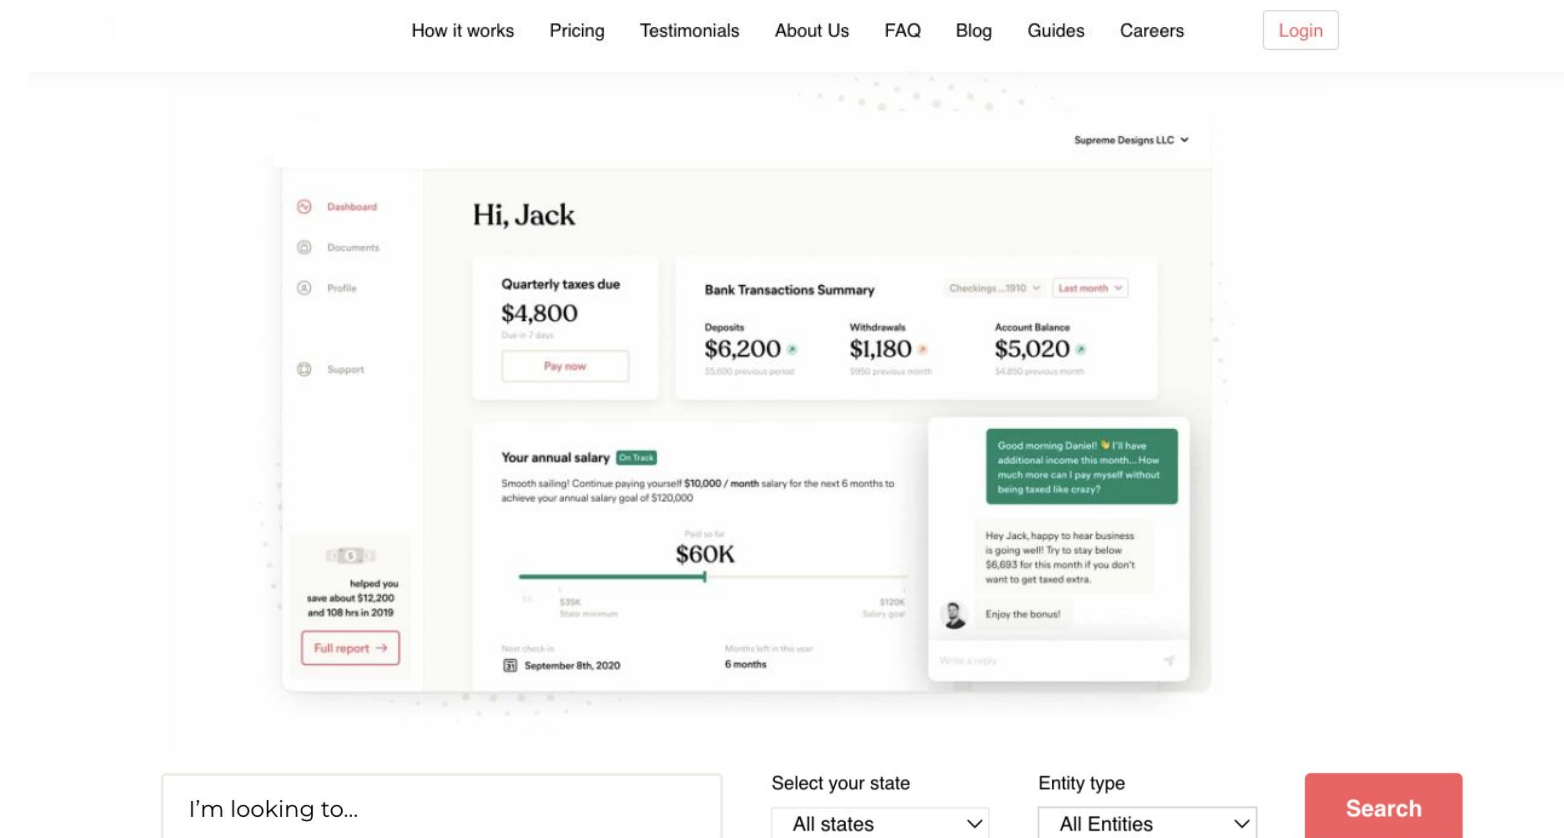 How it works Pricing Testimonials About Us FAQ Blog Guides Careers Login
Supreme Designs LLC
Dashboard
Documents
Profile
Support
helped you
save about $12,200
and 108 hrs in 2019
Full report →
Hi, Jack
Quarterly taxes due
$4,800
Due in 7 days
Pay now
Bank Transactions Summary
Checkings ...1910
Last month
Deposits
$6,200
$5,600 previous period
Withdrawals
$1,180
$950 previous month
Account Balance
$5,020
$4,850 previous month
Your annual salary On Track
Smooth sailing! Continue paying yourself $10,000 / month salary for the next 6 months to
achieve your annual salary goal of $120,000
Paid so far
$60K
$0
$35K
State minimum
$120K
Salary goal
Next check in
31 September 8th, 2020
Months left in this year
6 months
Good morning Daniel! 👋 I'll have
additional income this month... How
much more can I pay myself without
being taxed like crazy?
Hey Jack, happy to hear business
is going well! Try to stay below
$6,693 for this month if you don't
want to get taxed extra.
Enjoy the bonus!
Write a reply
I'm looking to...
Select your state
All states
Entity type
All Entities
Search